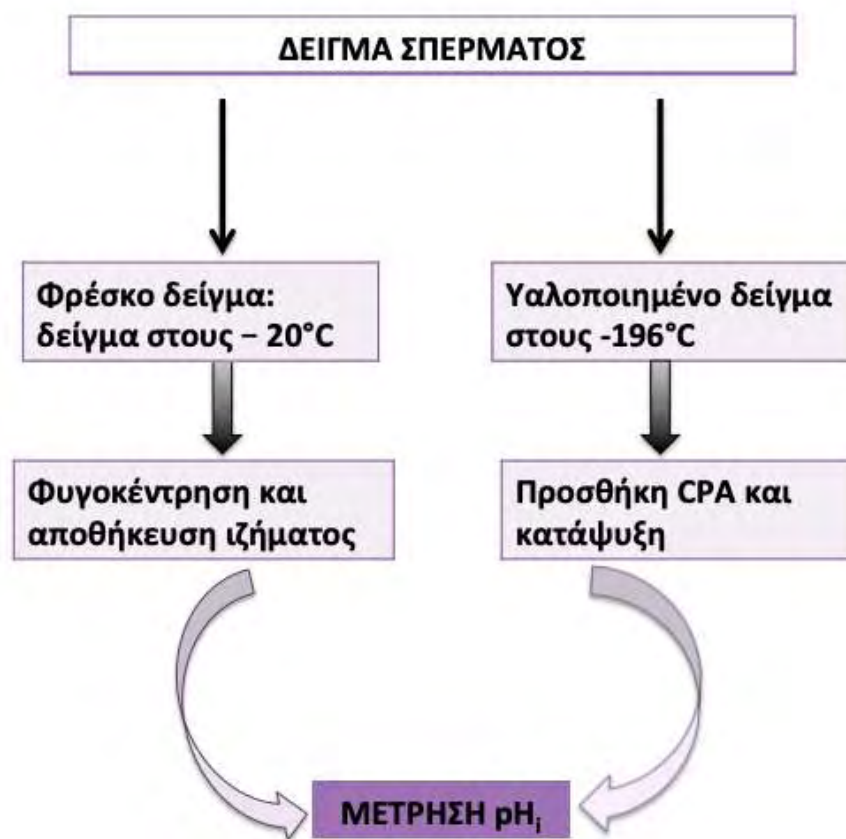 ΔΕΙΓΜΑ ΣΠΕΡΜΑΤΟΣ
Φρέσκο δείγμα:
δείγμα στους − 20°C
Υαλοποιημένο δείγμα
στους -196°C
Φυγοκέντρηση και
αποθήκευση ιζήματος
Προσθήκη CPA και
κατάψυξη
ΜΕΤΡΗΣΗ pHi